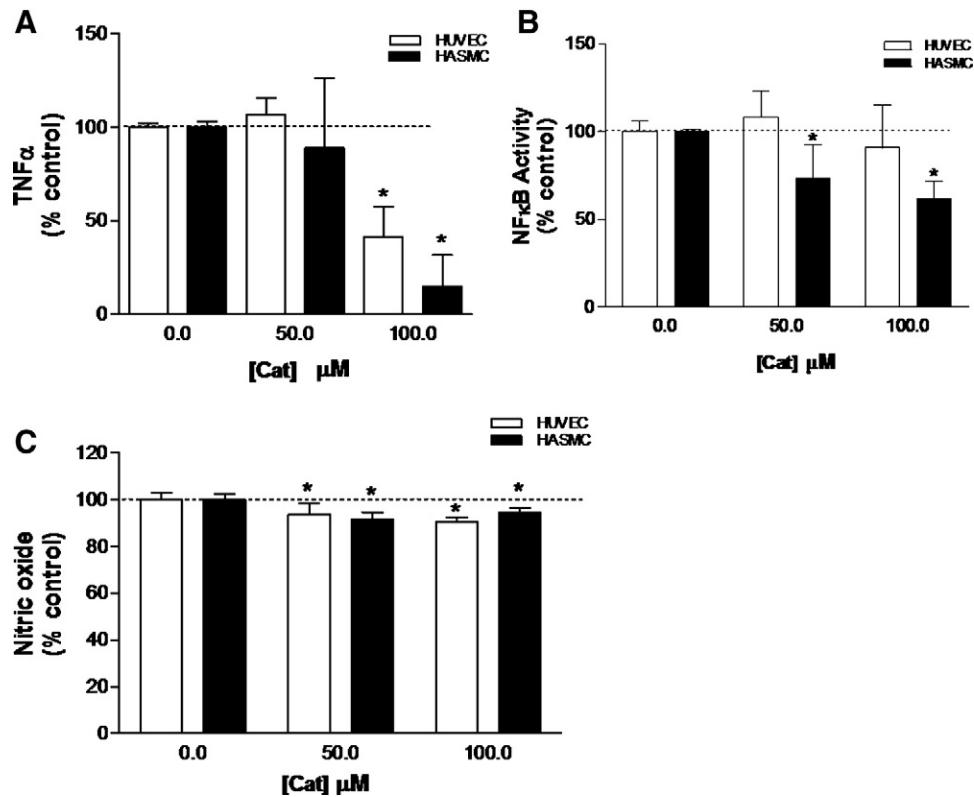 A
HUVEC
HASMC
TNFα
(% control)
150
100
50
0
*
*
0.0 50.0 100.0
[Cat] μM
B
HUVEC
HASMC
NFκB Activity
(% control)
150
100
50
0
*
*
0.0 50.0 100.0
[Cat] μM
C
HUVEC
HASMC
Nitric oxide
(% control)
120
100
80
60
40
20
0
* * * *
0.0 50.0 100.0
[Cat] μM